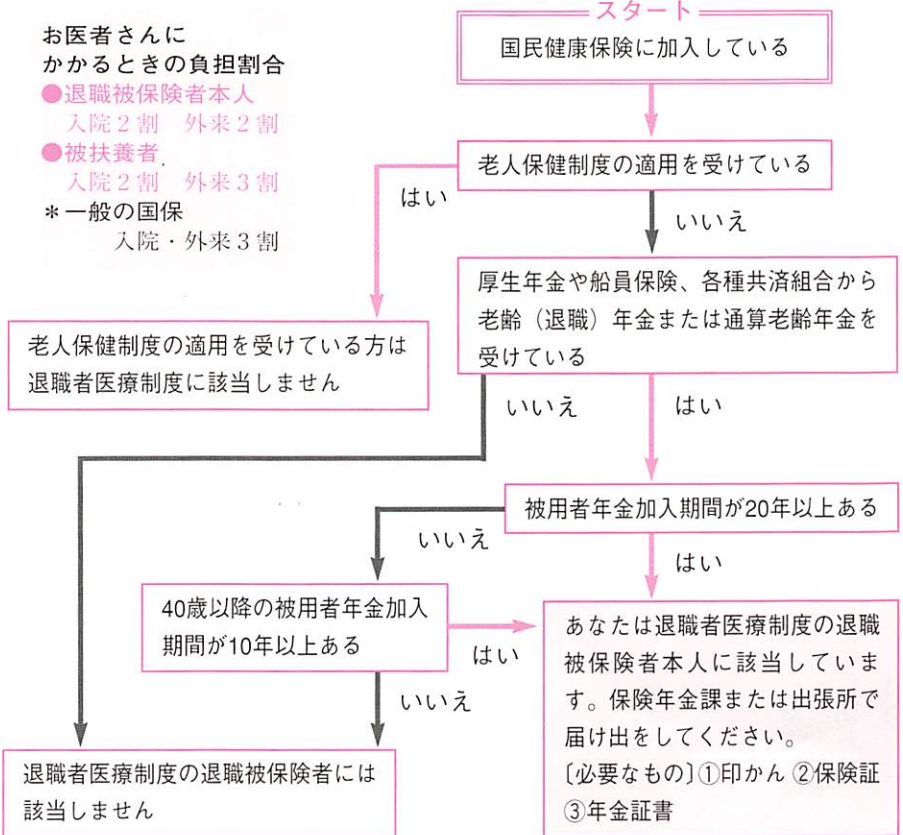 お医者さんに
かかるときの負担割合
●退職被保険者本人
入院2割 外来2割
●被扶養者
入院2割 外来3割
＊一般の国保
入院・外来3割
スタート
国民健康保険に加入している
老人保健制度の適用を受けている
はい
いいえ
老人保健制度の適用を受けている方は
退職者医療制度に該当しません
厚生年金や船員保険、各種共済組合から
老齢（退職）年金または通算老齢年金を
受けている
いいえ
はい
被用者年金加入期間が20年以上ある
いいえ
はい
40歳以降の被用者年金加入
期間が10年以上ある
はい
いいえ
あなたは退職者医療制度の退職
被保険者本人に該当していま
す。保険年金課または出張所で
届け出をしてください。
〔必要なもの〕①印かん ②保険証
③年金証書
退職者医療制度の退職被保険者には
該当しません